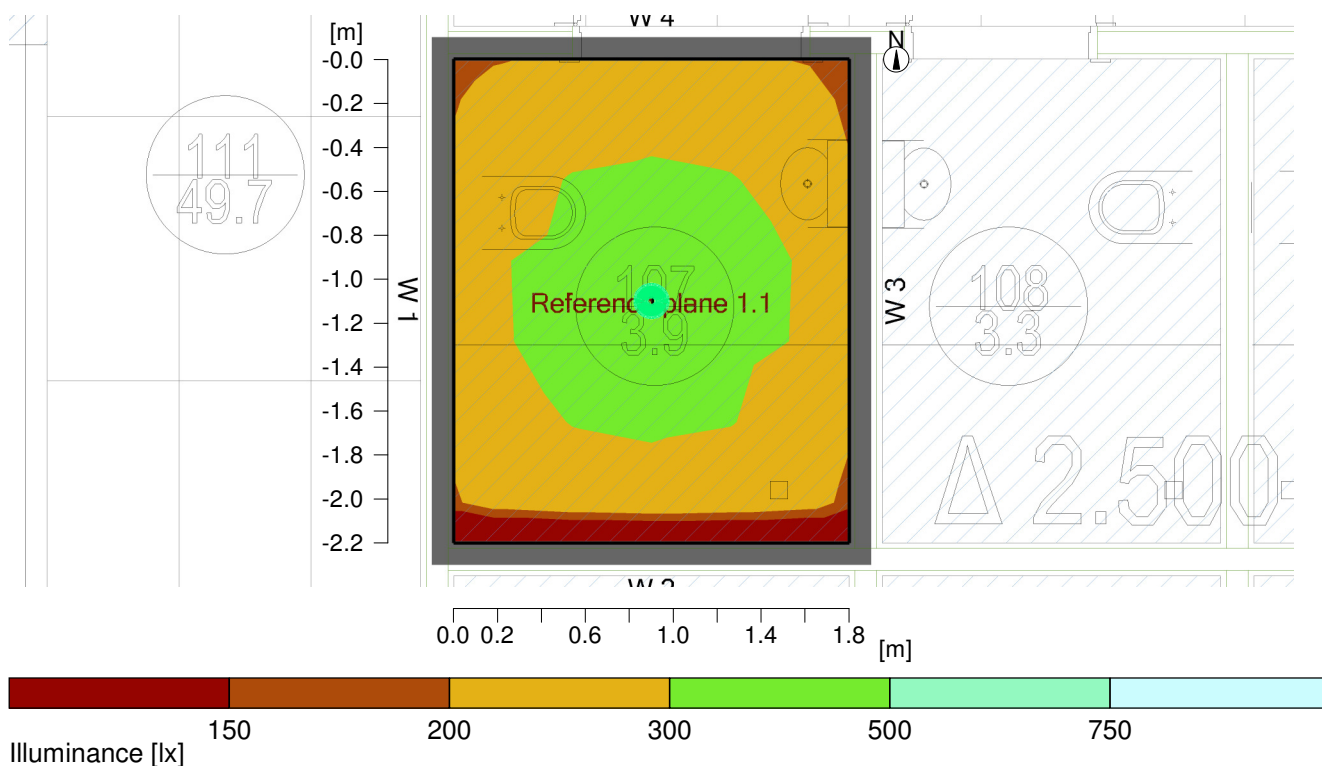 W 4
[m]
N
-0.0
-0.2
-0.4
-0.6
-0.8
-1.0
-1.2
-1.4
-1.6
-1.8
-2.0
-2.2
111
49.7
W 1
107
Reference plane 1.1
3.9
W 3
108
3.3
Δ 2.500
W 2
0.0 0.2 0.6 1.0 1.4 1.8
[m]
150 200 300 500 750
Illuminance [lx]